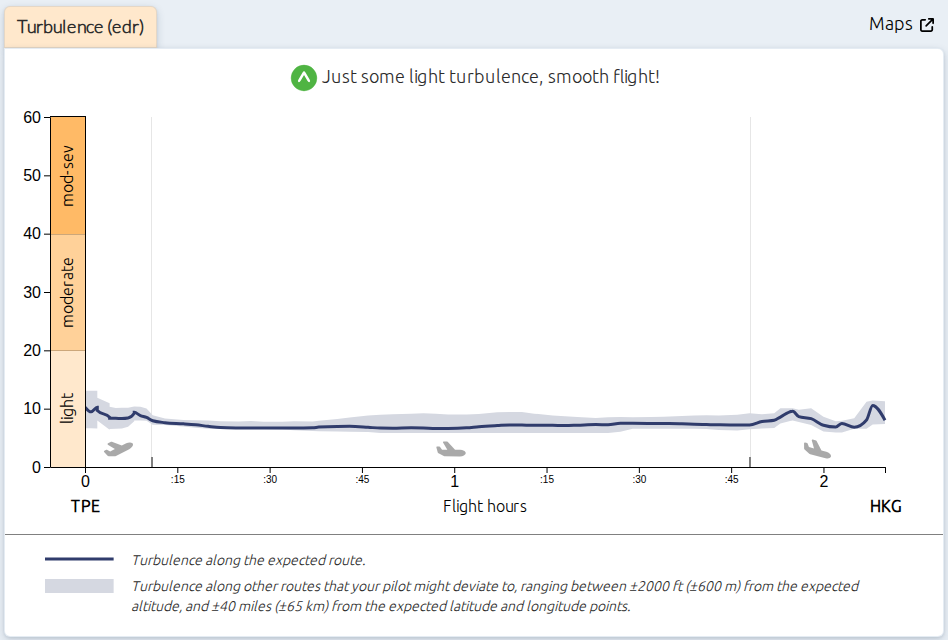 Turbulence (edr)
Maps
Just some light turbulence, smooth flight!
60
50
40
30
20
10
0
mod-sev
moderate
light
0 :15 :30 :45 1 :15 :30 :45 2
TPE Flight hours HKG
Turbulence along the expected route.
Turbulence along other routes that your pilot might deviate to, ranging between ±2000 ft (±600 m) from the expected
altitude, and ±40 miles (±65 km) from the expected latitude and longitude points.